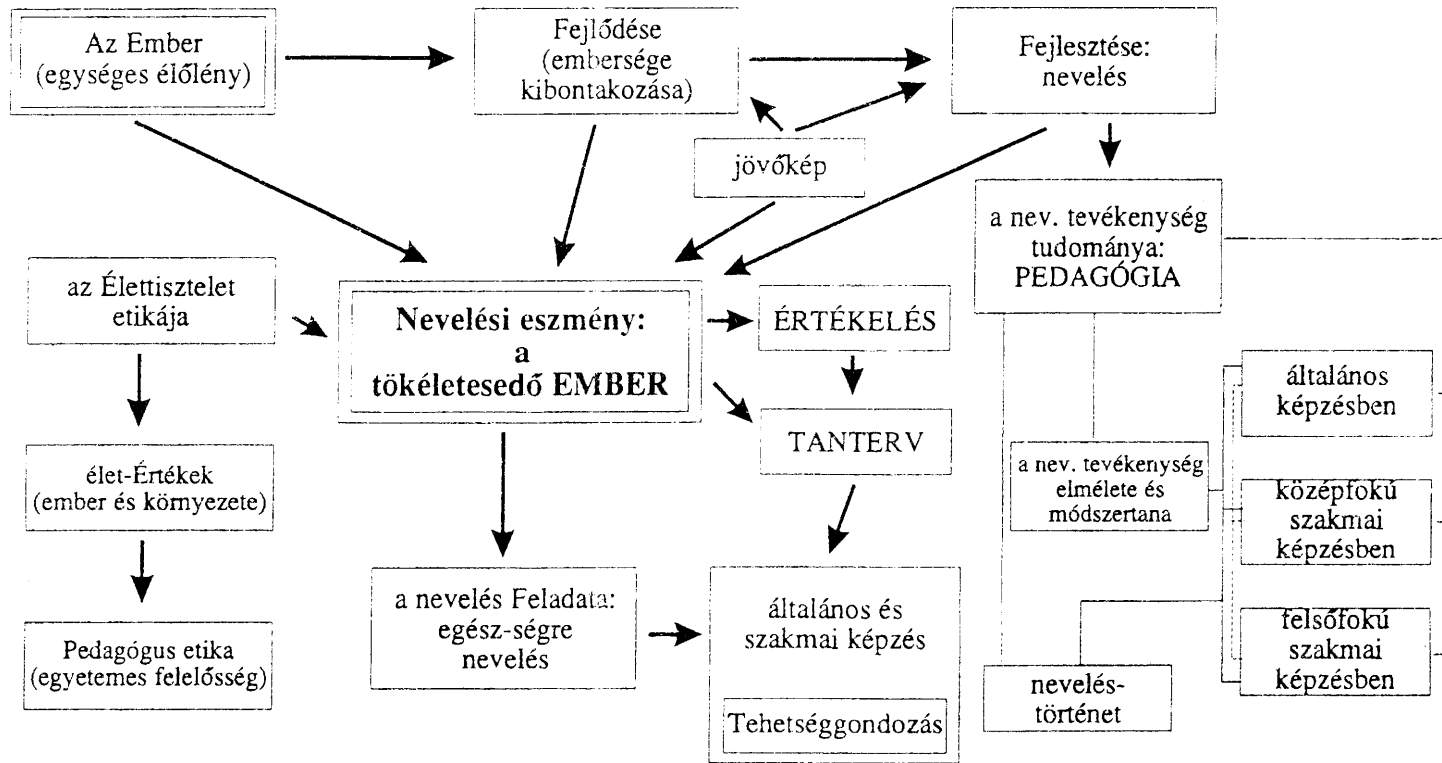 Az Ember
(egységes élőlény)
Fejlődése
(embersége
kibontakozása)
Fejlesztése:
nevelés
jövőkép
a nev. tevékenység
tudománya:
PEDAGÓGIA
az Élettisztelet
etikája
Nevelési eszmény:
a
tökéletesedő EMBER
ÉRTÉKELÉS
TANTERV
általános
képzésben
élet-Értékek
(ember és környezete)
a nev. tevékenység
elmélete és
módszertana
középfokú
szakmai
képzésben
a nevelés Feladata:
egész-ségre
nevelés
általános és
szakmai képzés
Tehetséggondozás
Pedagógus etika
(egyetemes felelősség)
nevelés-
történet
felsőfokú
szakmai
képzésben